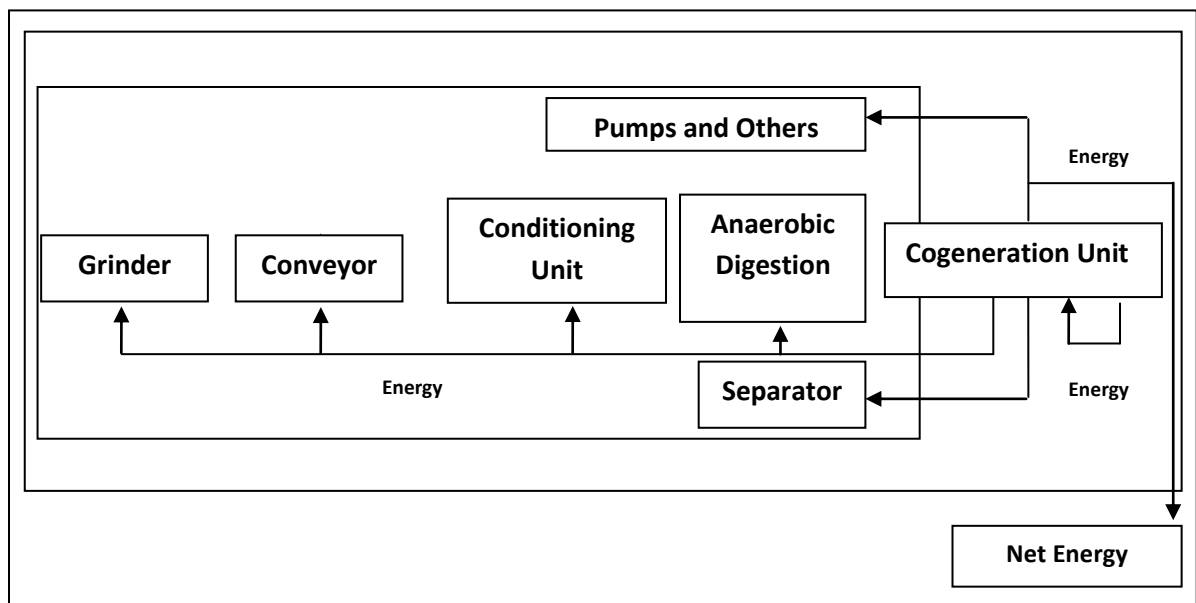 Pumps and Others
Energy
Grinder
Conveyor
Conditioning
Unit
Anaerobic
Digestion
Cogeneration Unit
Energy
Separator
Energy
Net Energy